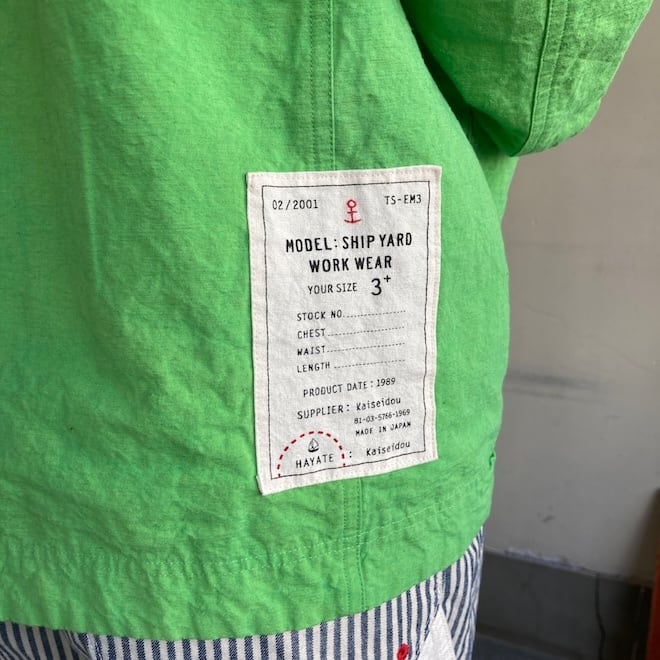 02/2001 TS-EM3
MODEL: SHIP YARD
WORK WEAR
YOUR SIZE 3+
STOCK NO.
CHEST
WAIST
LENGTH
PRODUCT DATE : 1989
SUPPLIER : Kaiseidou
81-03-5766-1969
MADE IN JAPAN
HAYATE : Kaiseidou